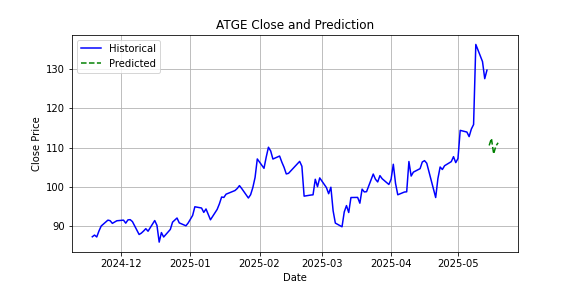 ATGE Close and Prediction
Historical
Predicted
Close Price
130
120
110
100
90
2024-12 2025-01 2025-02 2025-03 2025-04 2025-05
Date